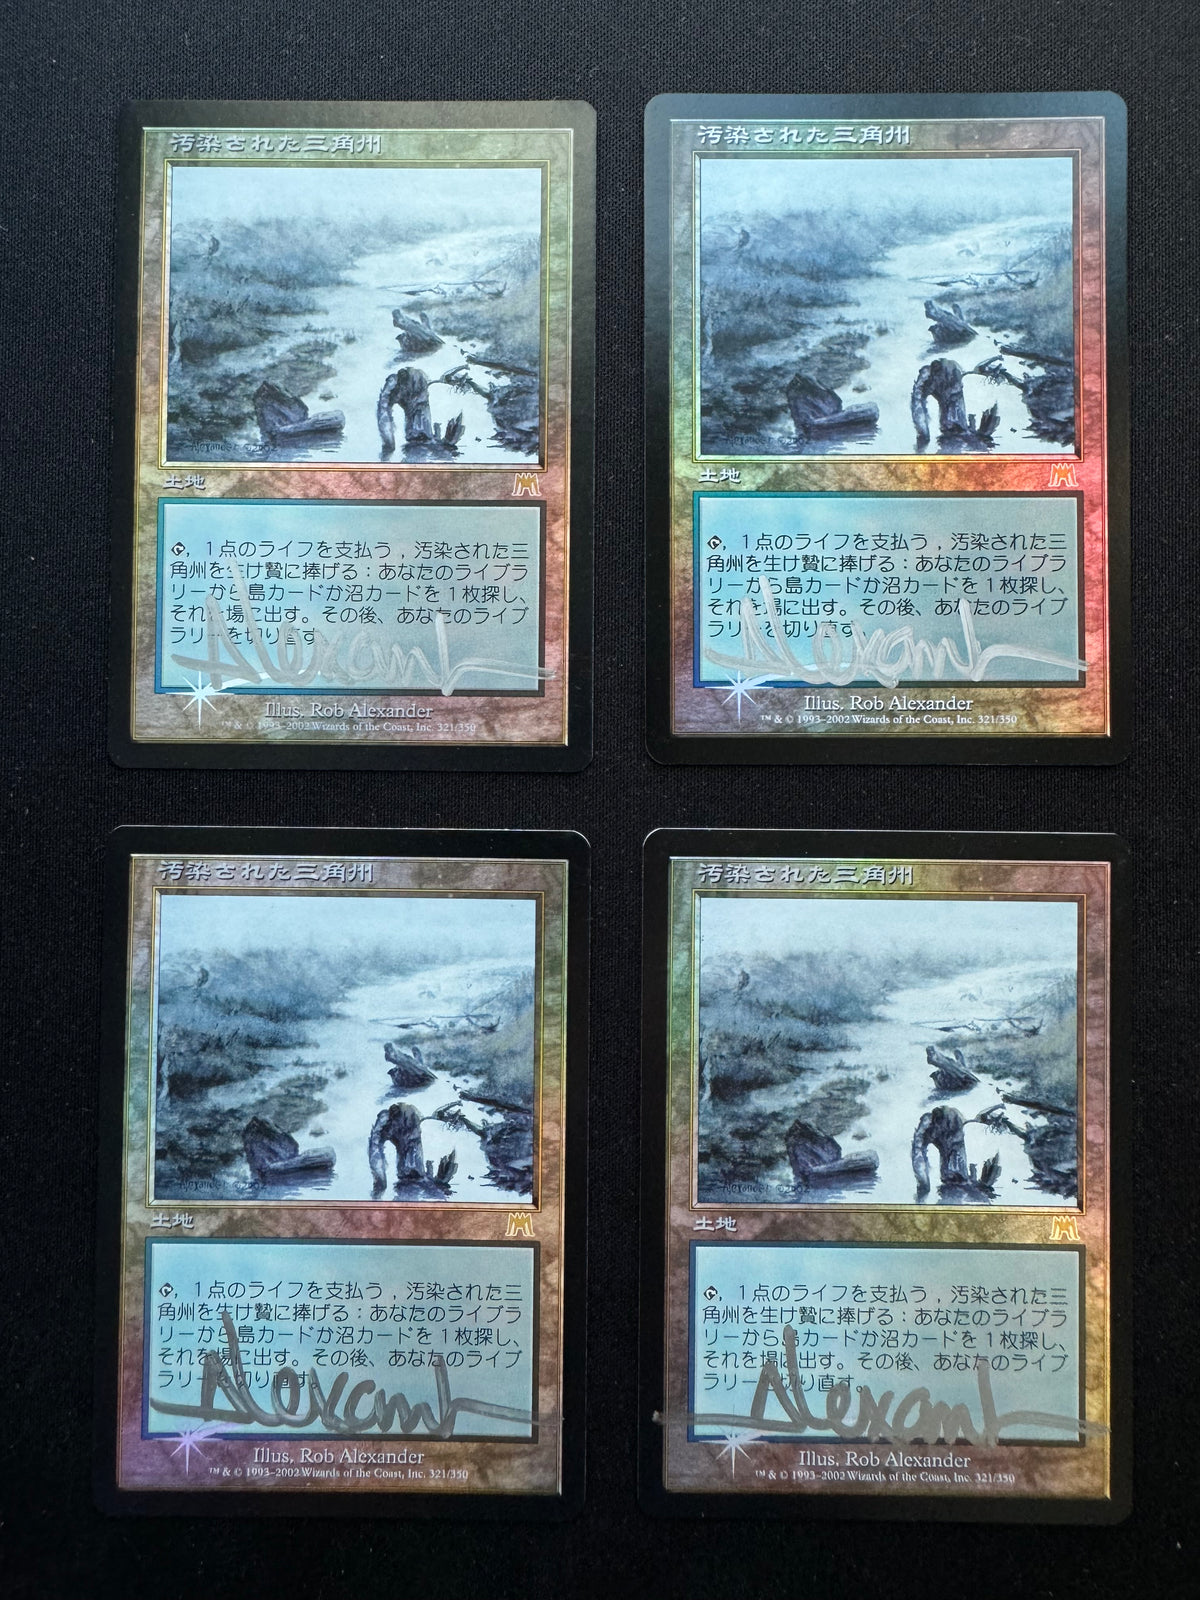 汚染された三角州
Alexander ©2002
土地
, 1点のライフを支払う , 汚染された三
角州を生け贄に捧げる：あなたのライブラ
リーから島カードか沼カードを1枚探し、
それを場に出す。その後、あなたのライブ
ラリーを切り直す。
Alexand
Illus. Rob Alexander
™ & © 1993–2002 Wizards of the Coast, Inc. 321/350
汚染された三角州
Alexander ©2002
土地
, 1点のライフを支払う , 汚染された三
角州を生け贄に捧げる：あなたのライブラ
リーから島カードか沼カードを1枚探し、
それを場に出す。その後、あなたのライブ
ラリーを切り直す。
Alexand
Illus. Rob Alexander
™ & © 1993–2002 Wizards of the Coast, Inc. 321/350
汚染された三角州
Alexander ©2002
土地
, 1点のライフを支払う , 汚染された三
角州を生け贄に捧げる：あなたのライブラ
リーから島カードか沼カードを1枚探し、
それを場に出す。その後、あなたのライブ
ラリーを切り直す。
Alexand
Illus. Rob Alexander
™ & © 1993–2002 Wizards of the Coast, Inc. 321/350
汚染された三角州
Alexander ©2002
土地
, 1点のライフを支払う , 汚染された三
角州を生け贄に捧げる：あなたのライブラ
リーから島カードか沼カードを1枚探し、
それを場に出す。その後、あなたのライブ
ラリーを切り直す。
Alexand
Illus. Rob Alexander
™ & © 1993–2002 Wizards of the Coast, Inc. 321/350